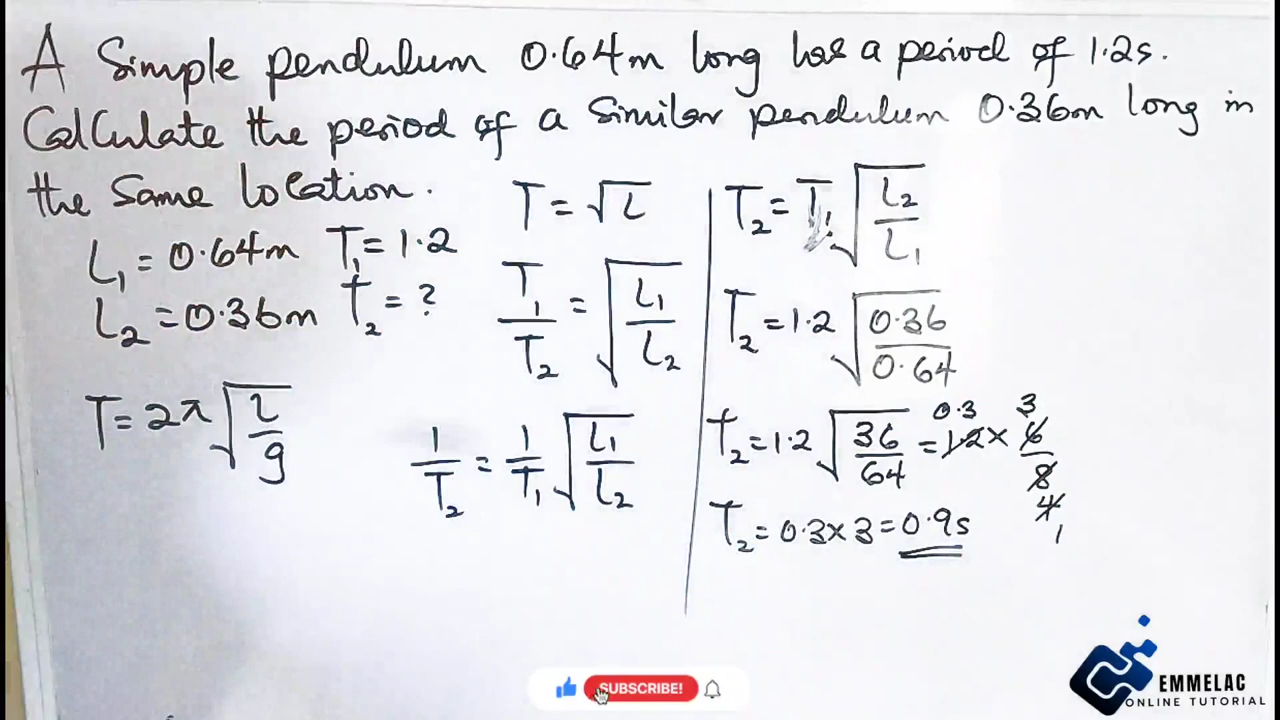 A Simple pendulum 0.64m long has a period of 1.2s.
Calculate the period of a Similar pendulum 0.36m long in
the Same location.
L₁ = 0.64m T₁ = 1.2
L₂ = 0.36m T₂ = ?
T = 2π√(l/g)
T = √L
T₁/T₂ = √(L₁/L₂)
1/T₂ = 1/T₁ √(L₁/L₂)
T₂ = T₁ √(L₂/L₁)
T₂ = 1.2 √(0.36/0.64)
T₂ = 1.2 √(36/64) = 1.2 × 6/8
0.3 3
4
1
T₂ = 0.3 × 3 = 0.9s
SUBSCRIBE!
EMMELAC
ONLINE TUTORIAL